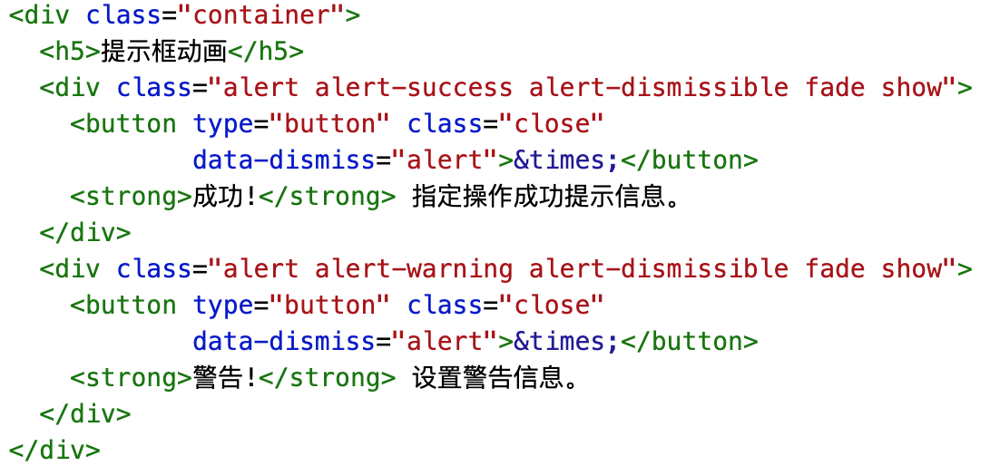 <div class="container">
  <h5>提示框动画</h5>
  <div class="alert alert-success alert-dismissible fade show">
    <button type="button" class="close"
            data-dismiss="alert">&times;</button>
    <strong>成功!</strong> 指定操作成功提示信息。
  </div>
  <div class="alert alert-warning alert-dismissible fade show">
    <button type="button" class="close"
            data-dismiss="alert">&times;</button>
    <strong>警告!</strong> 设置警告信息。
  </div>
</div>